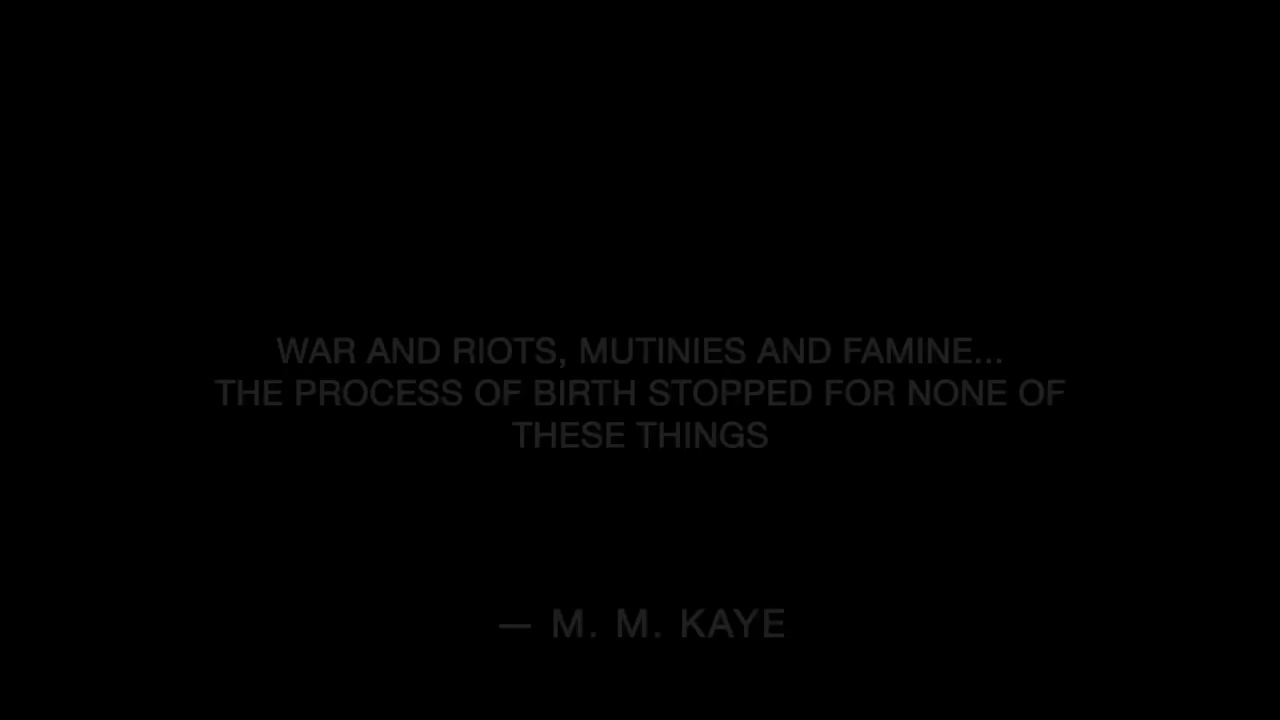 WAR AND RIOTS, MUTINIES AND FAMINE...
THE PROCESS OF BIRTH STOPPED FOR NONE OF
THESE THINGS
— M. M. KAYE